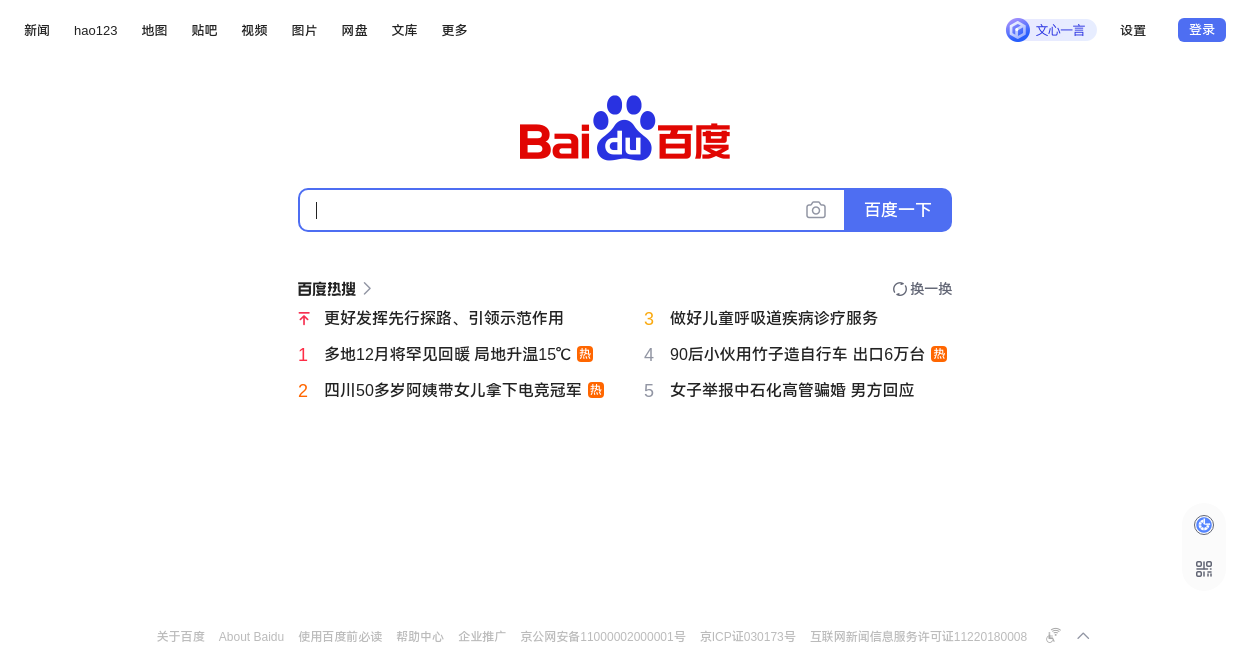 新闻 hao123 地图 贴吧 视频 图片 网盘 文库 更多 文心一言 设置 登录
Bai du 百度
百度一下
百度热搜 换一换
更好发挥先行探路、引领示范作用
3 做好儿童呼吸道疾病诊疗服务
1 多地12月将罕见回暖 局地升温15℃ 热
4 90后小伙用竹子造自行车 出口6万台 热
2 四川50多岁阿姨带女儿拿下电竞冠军 热
5 女子举报中石化高管骗婚 男方回应
关于百度 About Baidu 使用百度前必读 帮助中心 企业推广 京公网安备11000002000001号 京ICP证030173号 互联网新闻信息服务许可证11220180008